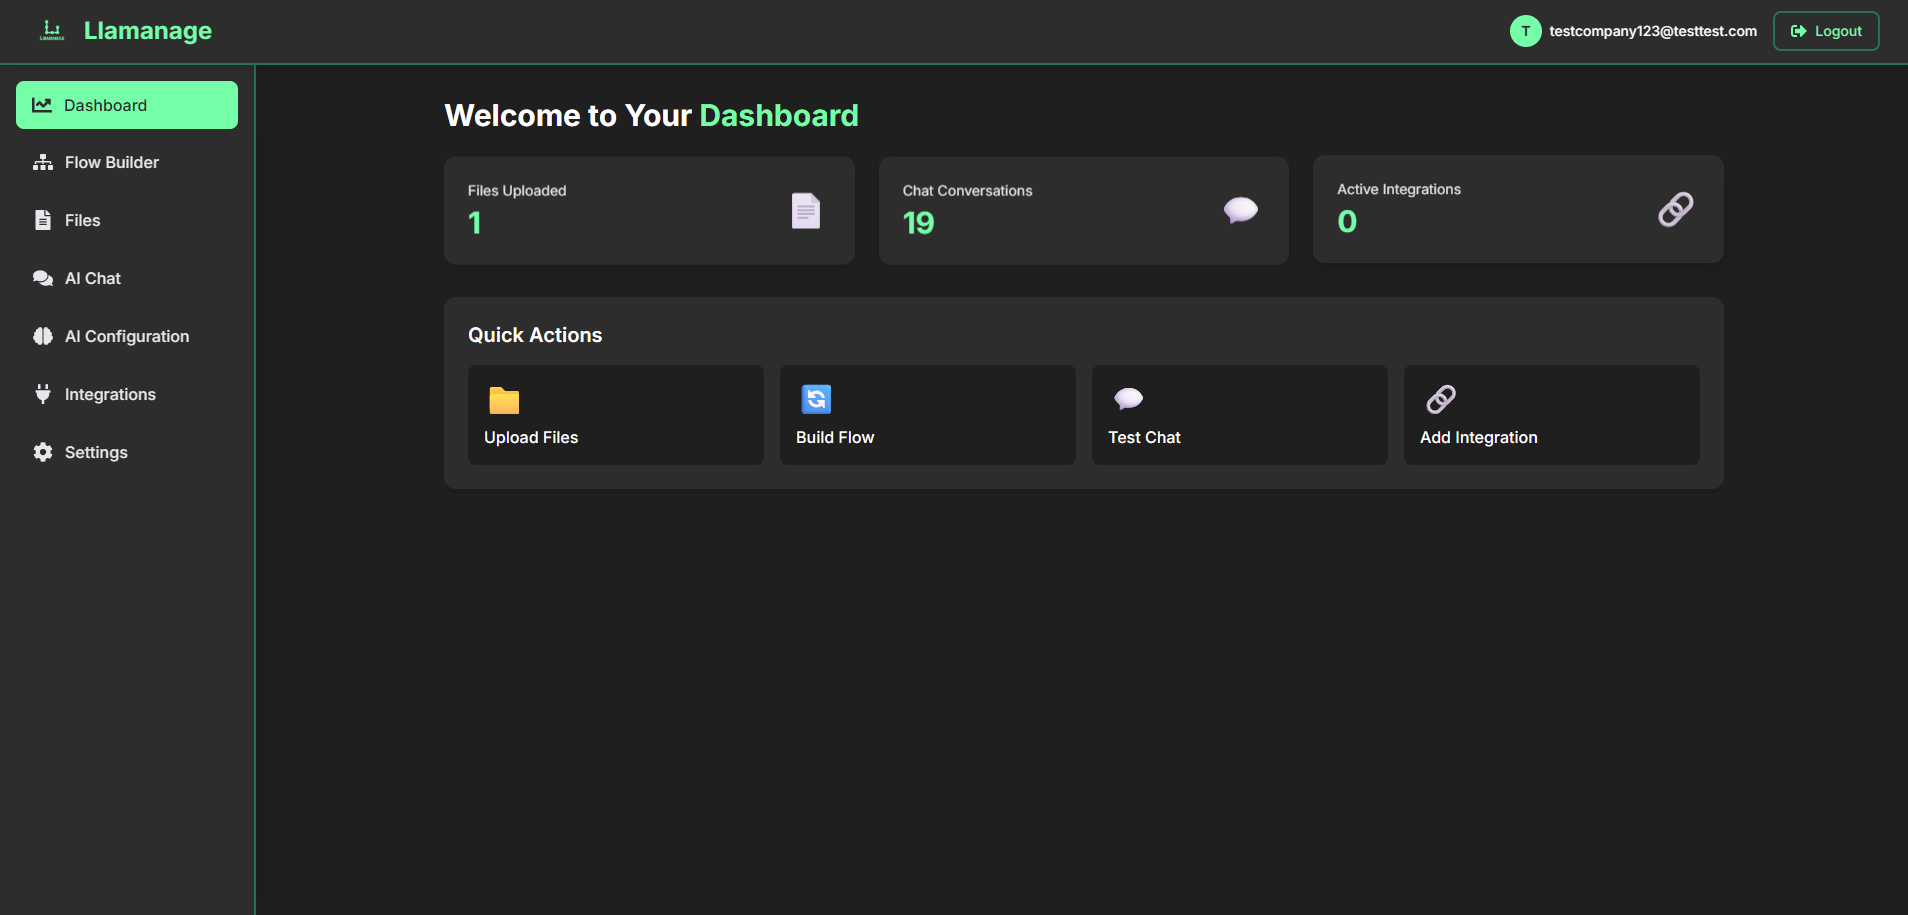 Llamanage
T
testcompany123@testtest.com
Logout
Dashboard
Flow Builder
Files
AI Chat
AI Configuration
Integrations
Settings
Welcome to Your Dashboard
Files Uploaded
1
Chat Conversations
19
Active Integrations
0
Quick Actions
Upload Files
Build Flow
Test Chat
Add Integration